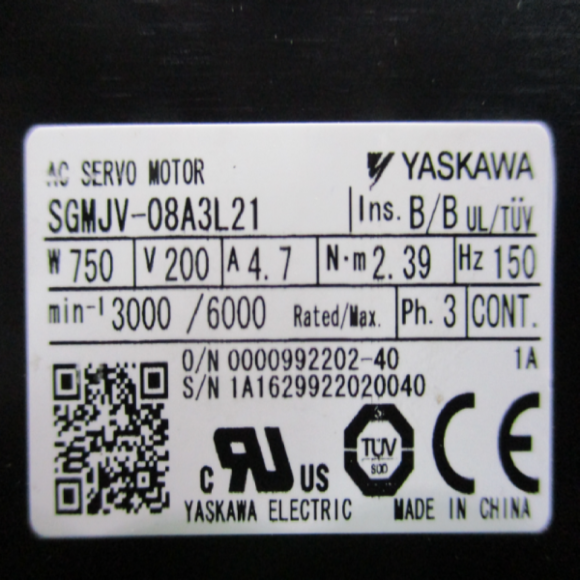 AC SERVO MOTOR YASKAWA
SGMJV-08A3L21 Ins. B/B UL/TÜV
W 750 V 200 A 4.7 N·m 2.39 Hz 150
min-1 3000 /6000 Rated/Max. Ph. 3 CONT.
O/N 0000992202-40 1A
S/N 1A1629922020040
C UR US TÜV SÜD CE
YASKAWA ELECTRIC MADE IN CHINA